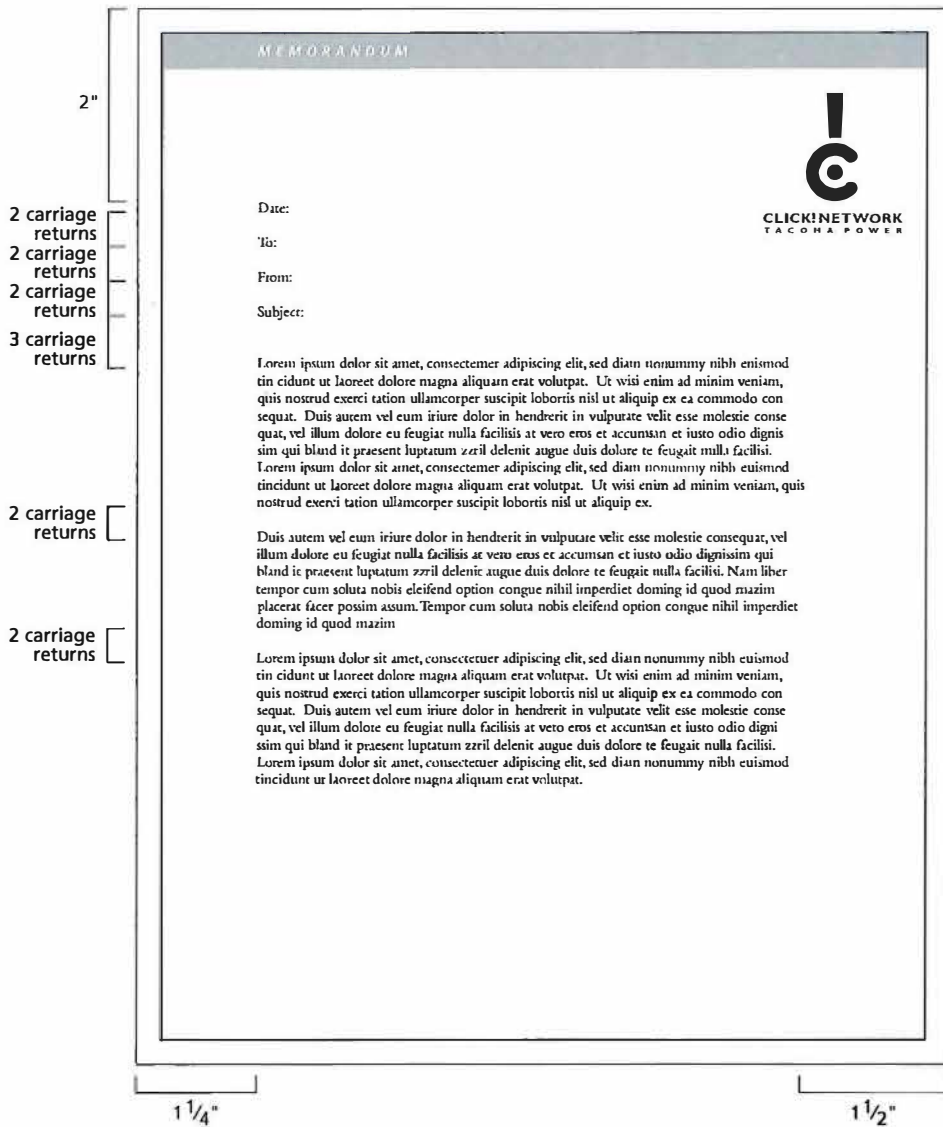 MEMORANDUM
2"
CLICK!NETWORK
TACOMA POWER
2 carriage
returns
2 carriage
returns
2 carriage
returns
3 carriage
returns
Date:
To:
From:
Subject:
Lorem ipsum dolor sit amet, consectemer adipiscing elit, sed diam nonummy nibh enismod
tin cidunt ut laoreet dolore magna aliquam erat volutpat. Ut wisi enim ad minim veniam,
quis nostrud exerci tation ullamcorper suscipit lobortis nisl ut aliquip ex ea commodo con
sequat. Duis autem vel eum iriure dolor in hendrerit in vulputate velit esse molestie conse
quat, vel illum dolore eu feugiat nulla facilisis at vero eros et accumsan et iusto odio dignis
sim qui bland it praesent luptatum zzril delenit augue duis dolore te feugait nulla facilisi.
Lorem ipsum dolor sit amet, consectemer adipiscing elit, sed diam nonummy nibh euismod
tincidunt ut laoreet dolore magna aliquam erat volutpat. Ut wisi enim ad minim veniam, quis
nostrud exerci tation ullamcorper suscipit lobortis nisl ut aliquip ex.
2 carriage
returns
Duis autem vel eum iriure dolor in hendrerit in vulputate velit esse molestie consequat, vel
illum dolore eu feugiat nulla facilisis at vero eros et accumsan et iusto odio dignissim qui
bland it praesent luptatum zzril delenit augue duis dolore te feugait nulla facilisi. Nam liber
tempor cum soluta nobis eleifend option congue nihil imperdiet doming id quod mazim
placerat facer possim assum. Tempor cum soluta nobis eleifend option congue nihil imperdiet
doming id quod mazim
2 carriage
returns
Lorem ipsum dolor sit amet, consectetuer adipiscing elit, sed diam nonummy nibh euismod
tin cidunt ut laoreet dolore magna aliquam erat volutpat. Ut wisi enim ad minim veniam,
quis nostrud exerci tation ullamcorper suscipit lobortis nisl ut aliquip ex ea commodo con
sequat. Duis autem vel eum iriure dolor in hendrerit in vulputate velit esse molestie conse
quat, vel illum dolore eu feugiat nulla facilisis at vero eros et accumsan et iusto odio digni
ssim qui bland it praesent luptatum zzril delenit augue duis dolore te feugait nulla facilisi.
Lorem ipsum dolor sit amet, consectetuer adipiscing elit, sed diam nonummy nibh euismod
tincidunt ut laoreet dolore magna aliquam erat volutpat.
1 1/4"
1 1/2"